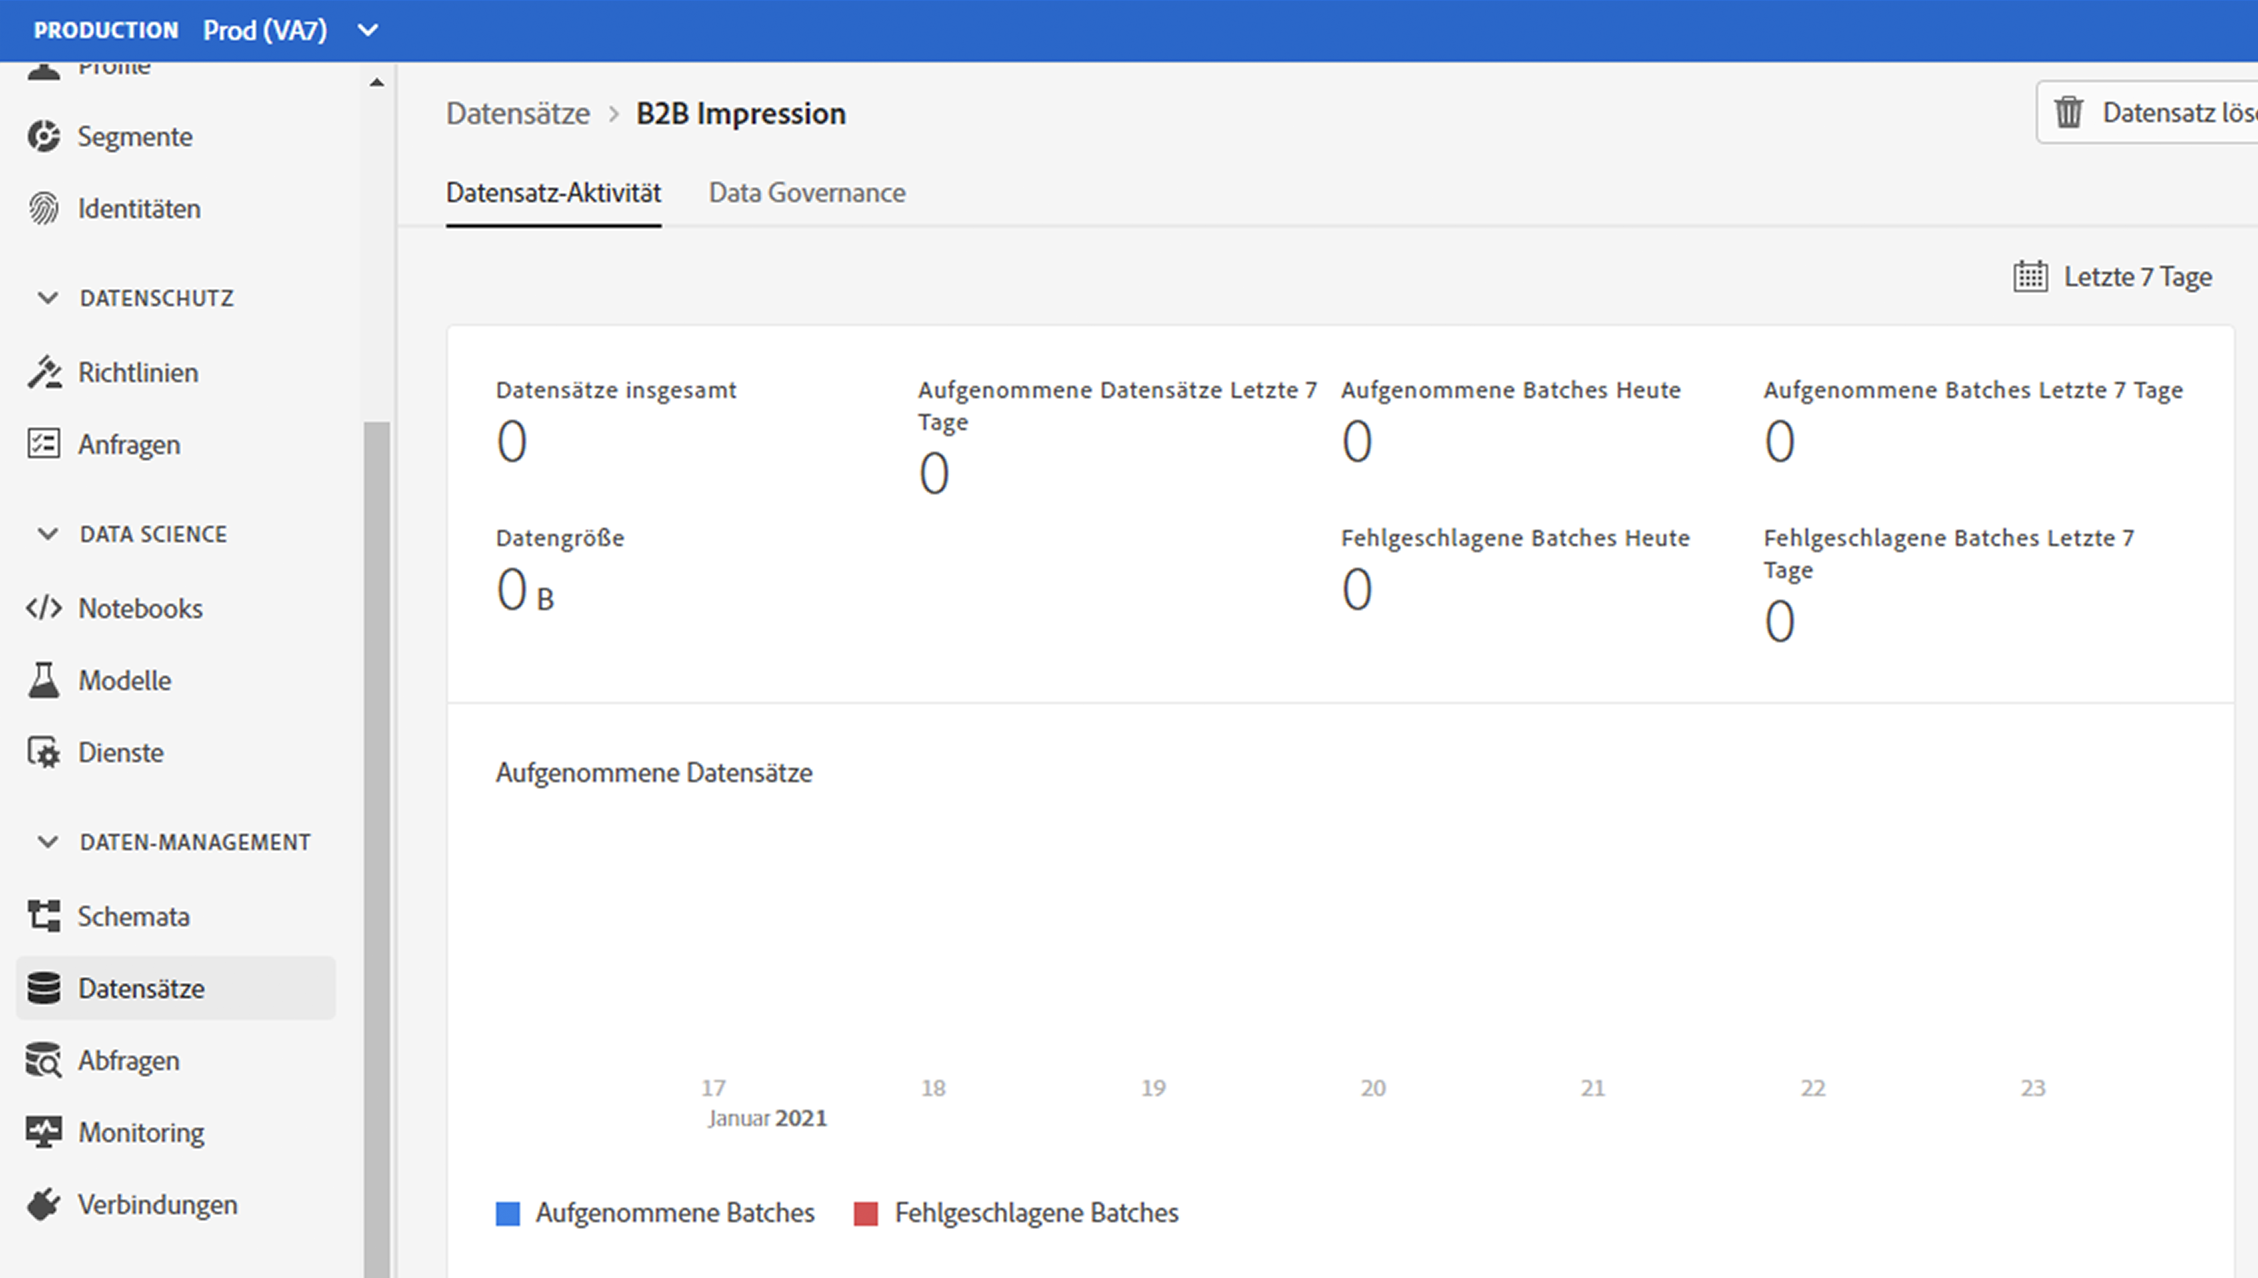 PRODUCTION Prod (VA7)
Profile
Segmente
Identitäten
DATENSCHUTZ
Richtlinien
Anfragen
DATA SCIENCE
Notebooks
Modelle
Dienste
DATEN-MANAGEMENT
Schemata
Datensätze
Abfragen
Monitoring
Verbindungen
Datensätze > B2B Impression
Datensatz lös
Datensatz-Aktivität Data Governance
Letzte 7 Tage
Datensätze insgesamt
0
Aufgenommene Datensätze Letzte 7
Tage
0
Aufgenommene Batches Heute
0
Aufgenommene Batches Letzte 7 Tage
0
Datengröße
0 B
Fehlgeschlagene Batches Heute
0
Fehlgeschlagene Batches Letzte 7
Tage
0
Aufgenommene Datensätze
17 18 19 20 21 22 23
Januar 2021
Aufgenommene Batches Fehlgeschlagene Batches